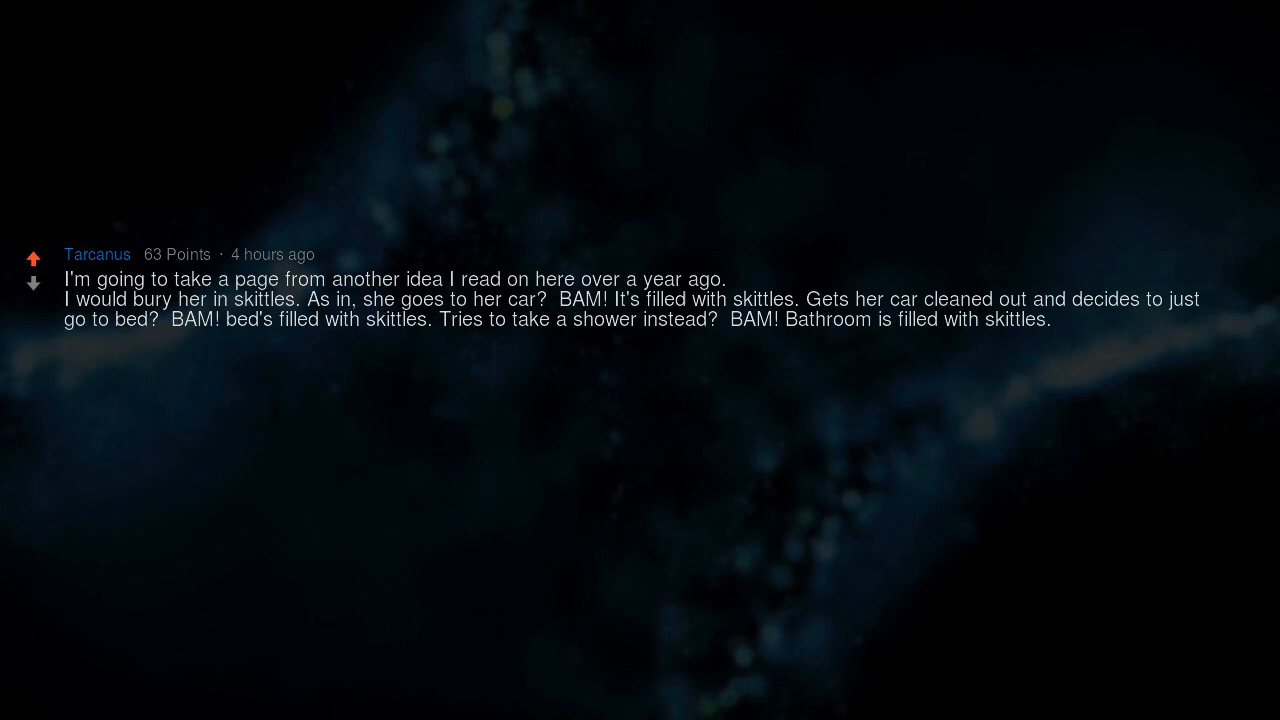 Tarcanus 63 Points · 4 hours ago
I'm going to take a page from another idea I read on here over a year ago.
I would bury her in skittles. As in, she goes to her car?  BAM! It's filled with skittles. Gets her car cleaned out and decides to just
go to bed?  BAM! bed's filled with skittles. Tries to take a shower instead?  BAM! Bathroom is filled with skittles.